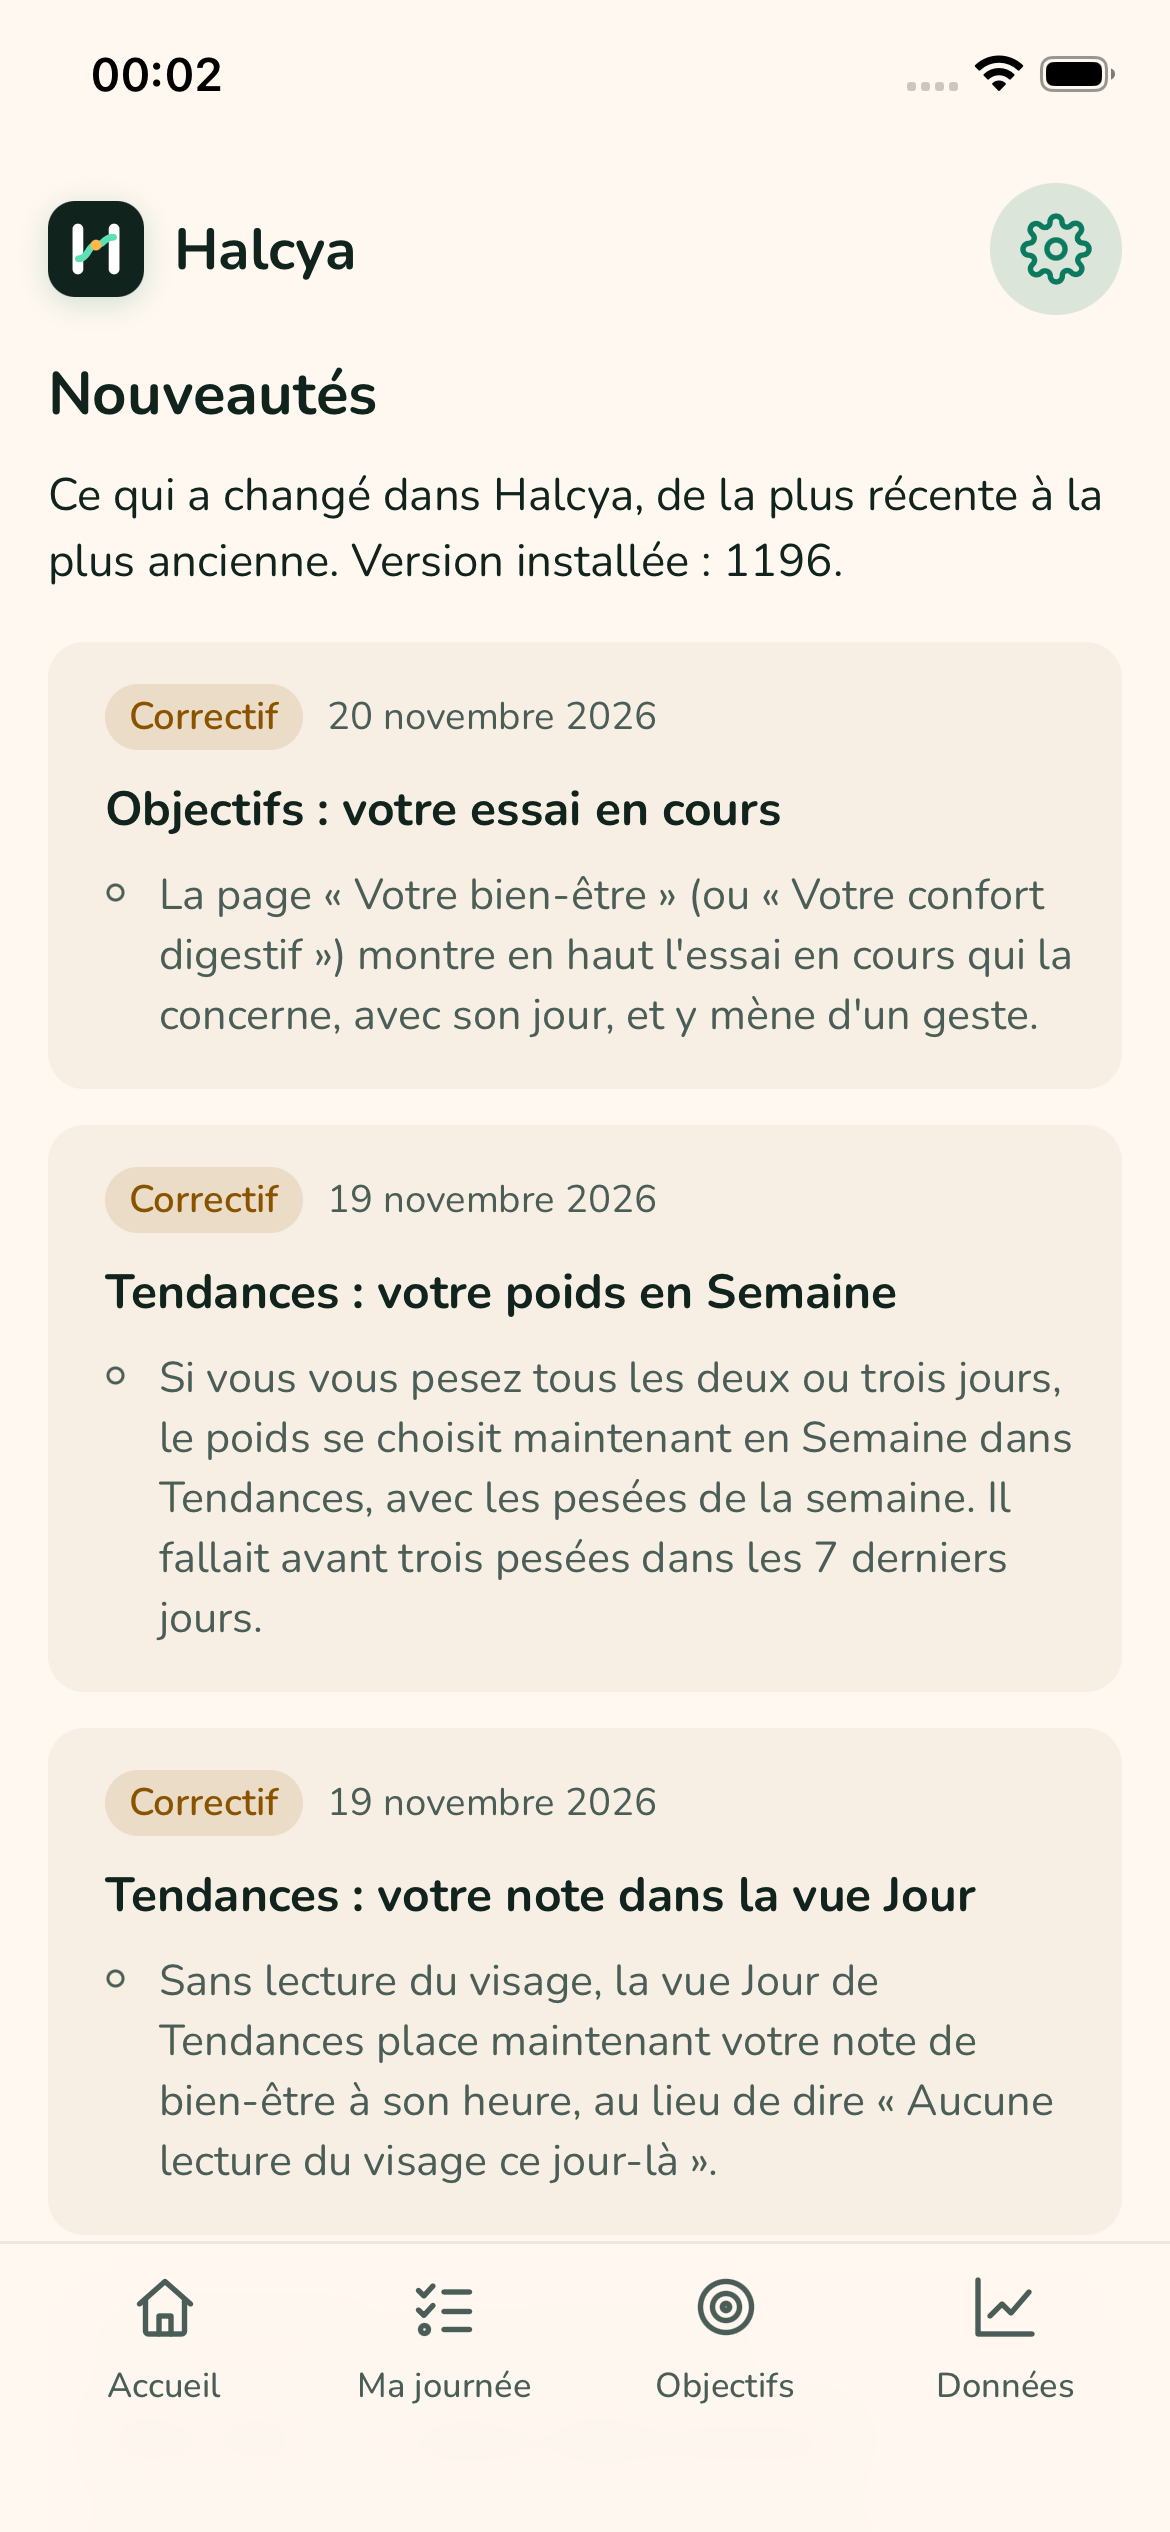 00:02
Halcya
Nouveautés
Ce qui a changé dans Halcya, de la plus récente à la
plus ancienne. Version installée : 1196.
Correctif 20 novembre 2026
Objectifs : votre essai en cours
La page « Votre bien-être » (ou « Votre confort
digestif ») montre en haut l'essai en cours qui la
concerne, avec son jour, et y mène d'un geste.
Correctif 19 novembre 2026
Tendances : votre poids en Semaine
Si vous vous pesez tous les deux ou trois jours,
le poids se choisit maintenant en Semaine dans
Tendances, avec les pesées de la semaine. Il
fallait avant trois pesées dans les 7 derniers
jours.
Correctif 19 novembre 2026
Tendances : votre note dans la vue Jour
Sans lecture du visage, la vue Jour de
Tendances place maintenant votre note de
bien-être à son heure, au lieu de dire « Aucune
lecture du visage ce jour-là ».
Accueil Ma journée Objectifs Données